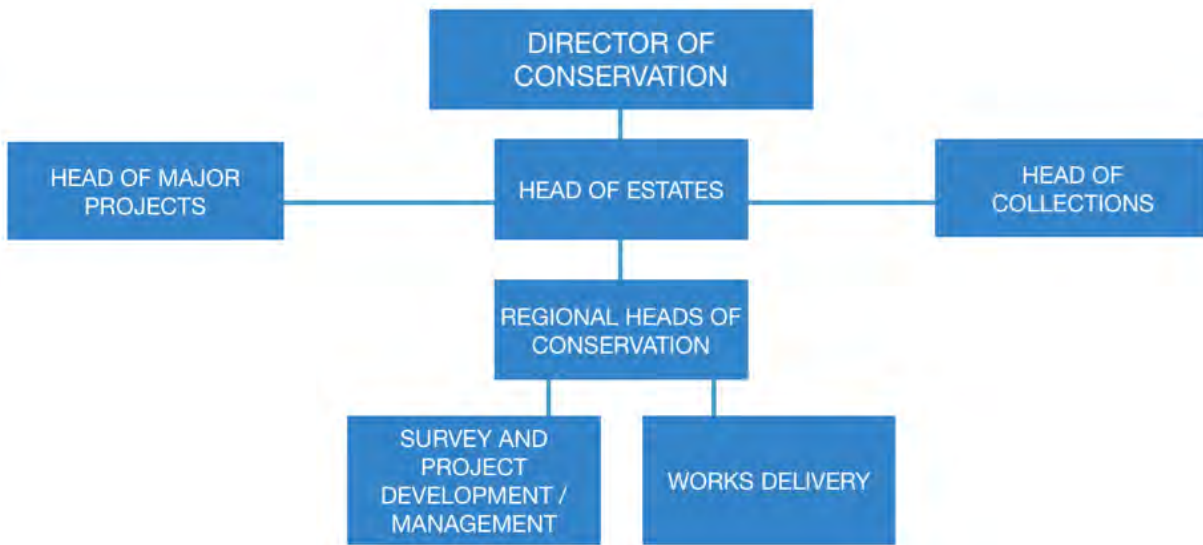 DIRECTOR OF
CONSERVATION
HEAD OF MAJOR
PROJECTS
HEAD OF ESTATES
HEAD OF
COLLECTIONS
REGIONAL HEADS OF
CONSERVATION
SURVEY AND
PROJECT
DEVELOPMENT /
MANAGEMENT
WORKS DELIVERY